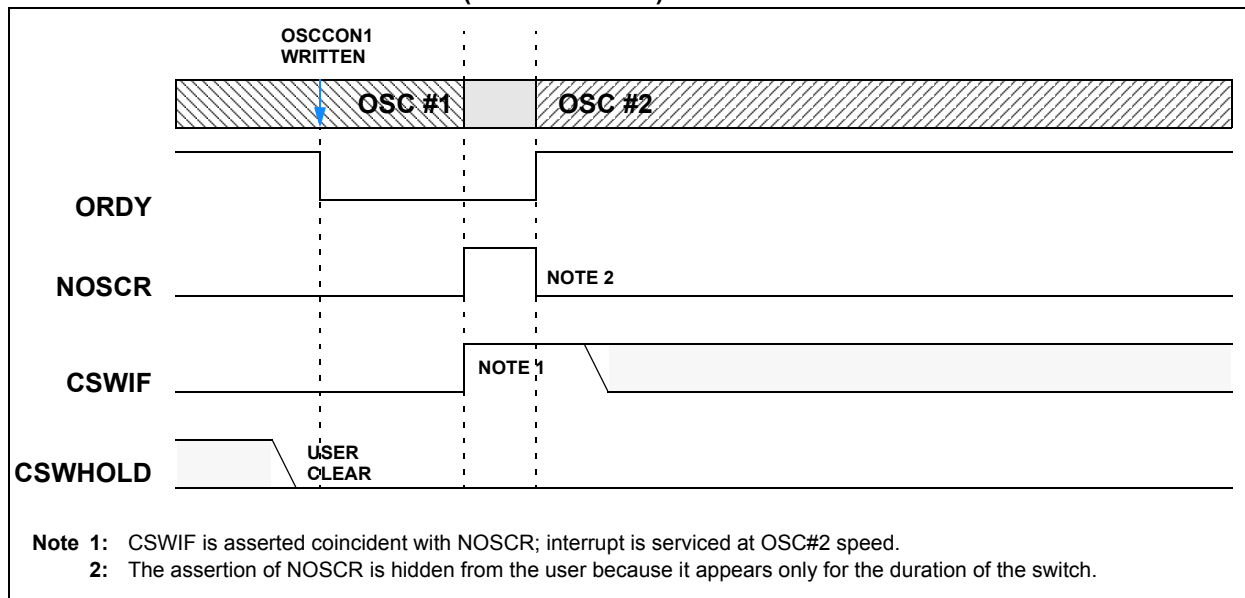 OSCCON1
WRITTEN
OSC #1
OSC #2
ORDY
NOSCR
NOTE 2
CSWIF
NOTE 1
CSWHOLD
USER
CLEAR
Note 1: CSWIF is asserted coincident with NOSCR; interrupt is serviced at OSC#2 speed.
2: The assertion of NOSCR is hidden from the user because it appears only for the duration of the switch.